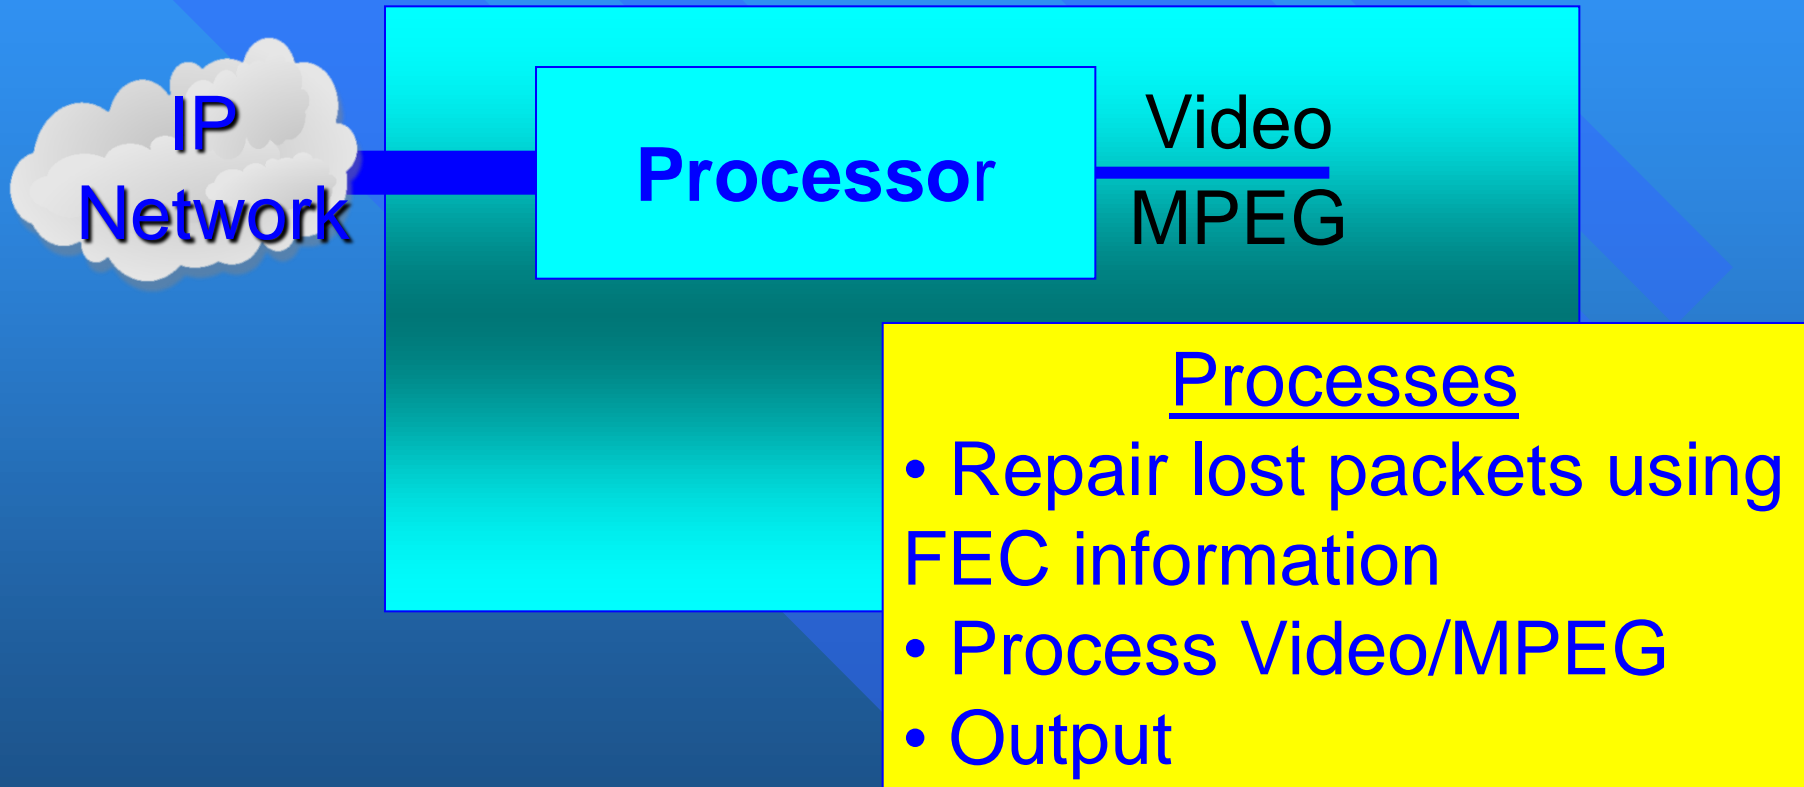 IP
Network
Processor
Video
MPEG
Processes
• Repair lost packets using
FEC information
• Process Video/MPEG
• Output